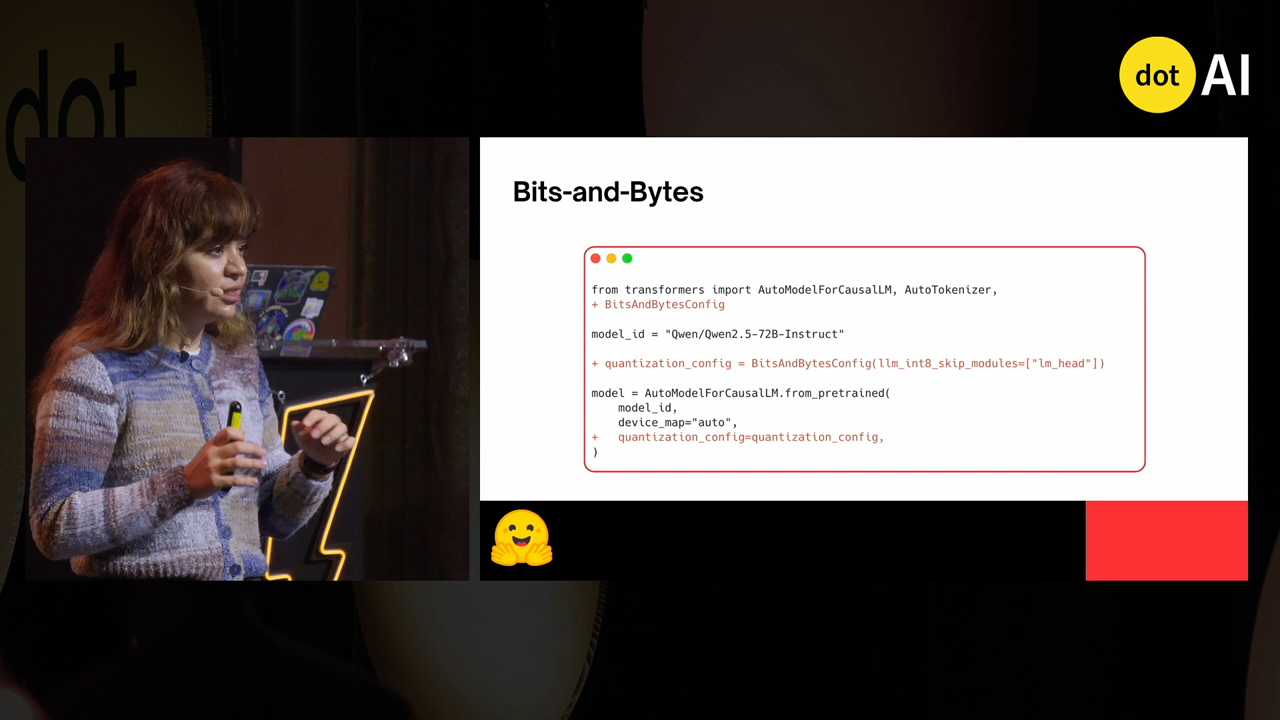 dot
dot AI
Bits-and-Bytes
from transformers import AutoModelForCausalLM, AutoTokenizer,
+ BitsAndBytesConfig
model_id = "Qwen/Qwen2.5-72B-Instruct"
+ quantization_config = BitsAndBytesConfig(llm_int8_skip_modules=["lm_head"])
model = AutoModelForCausalLM.from_pretrained(
    model_id,
    device_map="auto",
+   quantization_config=quantization_config,
)